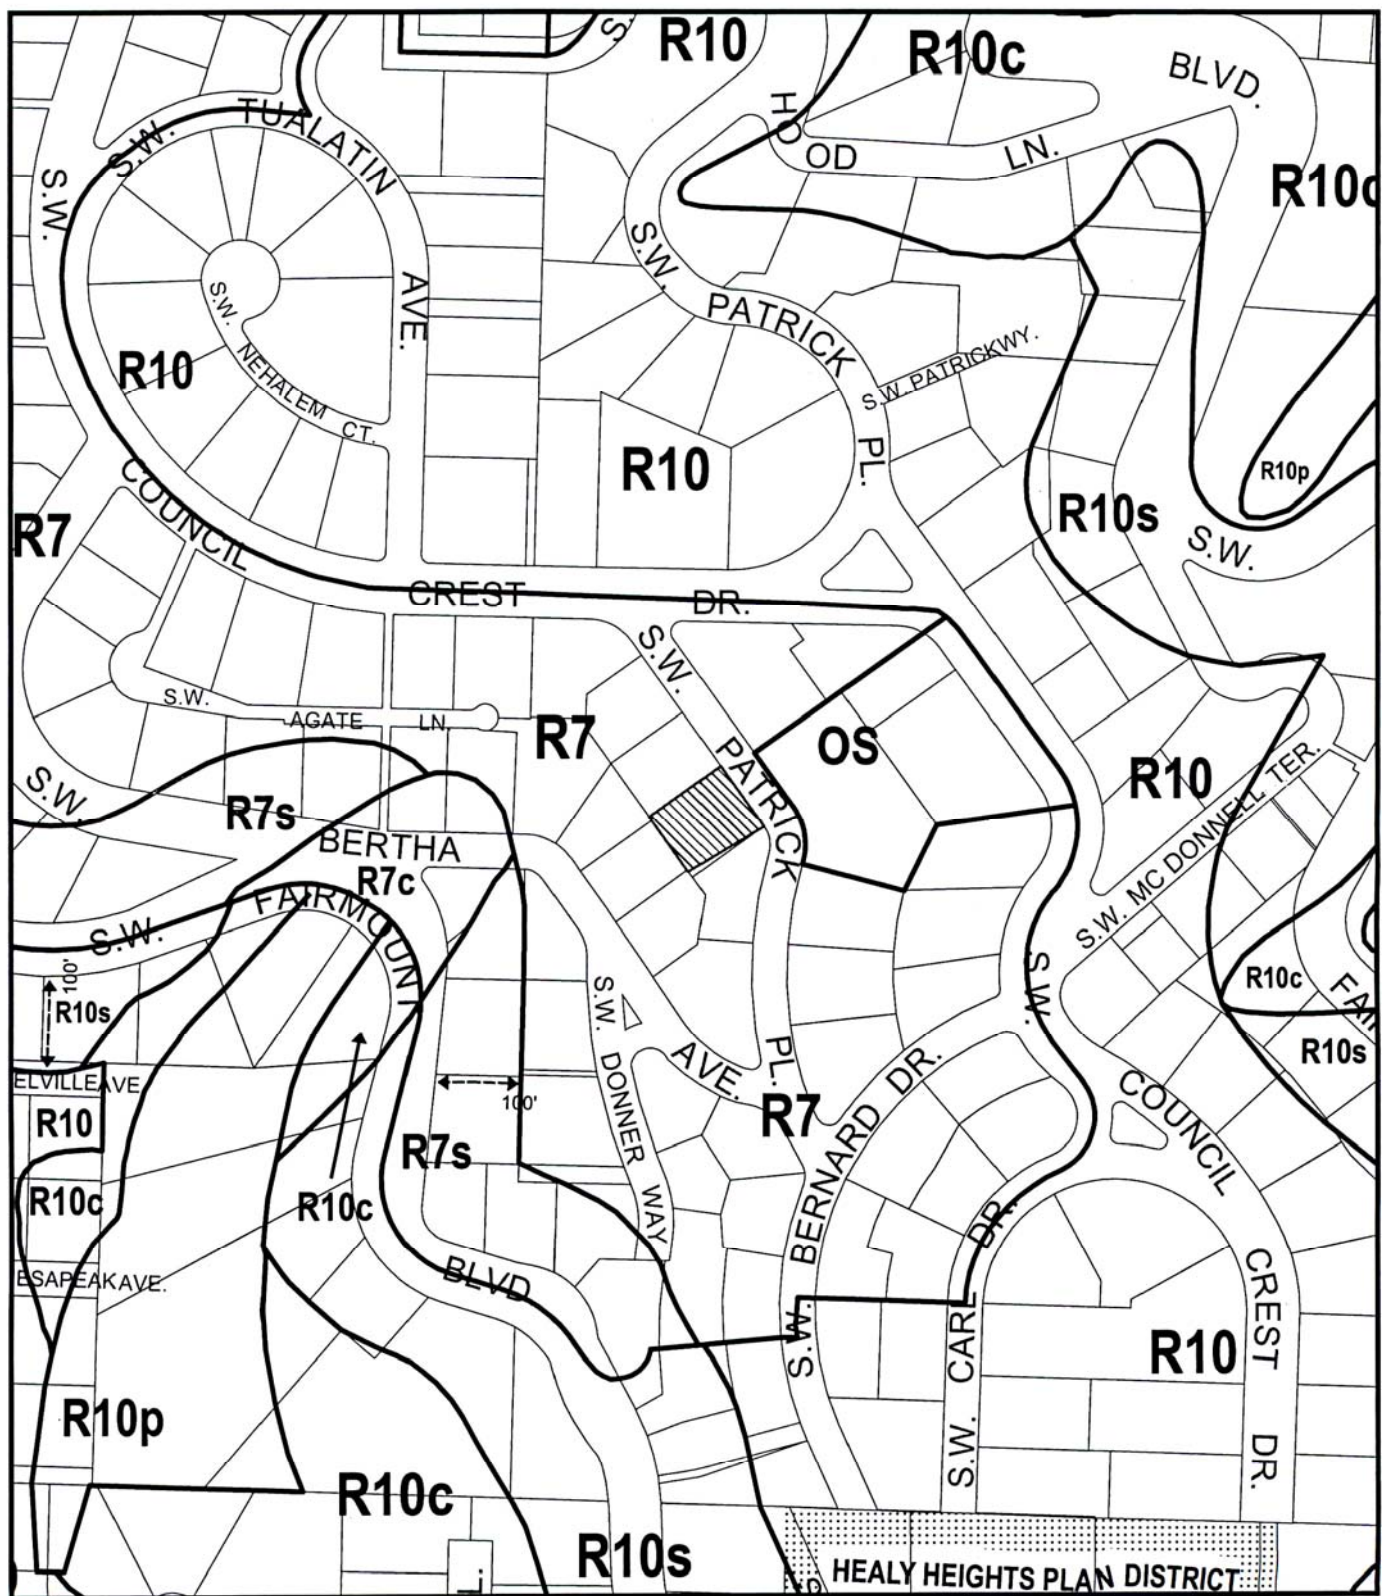 R10
R10c
BLVD.
S.W.
TUALATIN
AVE.
HOOD
LN.
R10c
S.W.
S.W.
PATRICK
PL.
S.W. PATRICKWY.
S.W.
NEHALEM
CT.
R10
R10
R10p
R10s
S.W.
R7
COUNCIL
CREST
DR.
S.W.
PATRICK
PL.
S.W.
AGATE
LN.
R7
OS
R10
S.W. MC DONNELL TER.
S.W.
R7s
BERTHA
R7c
FAIRMOUNT
S.W.
100'
R10s
R10c
FAI
R10s
S.W.
S.W.
DONNER
WAY
AVE.
ELVILLEAVE
R10
100'
R7
R7s
BERNARD
DR.
COUNCIL
R10c
R10c
DR.
ESAPEAKAVE.
BLVD
S.W.
CARL
S.W.
CREST
DR.
R10
R10p
R10c
R10s
HEALY HEIGHTS PLAN DISTRICT